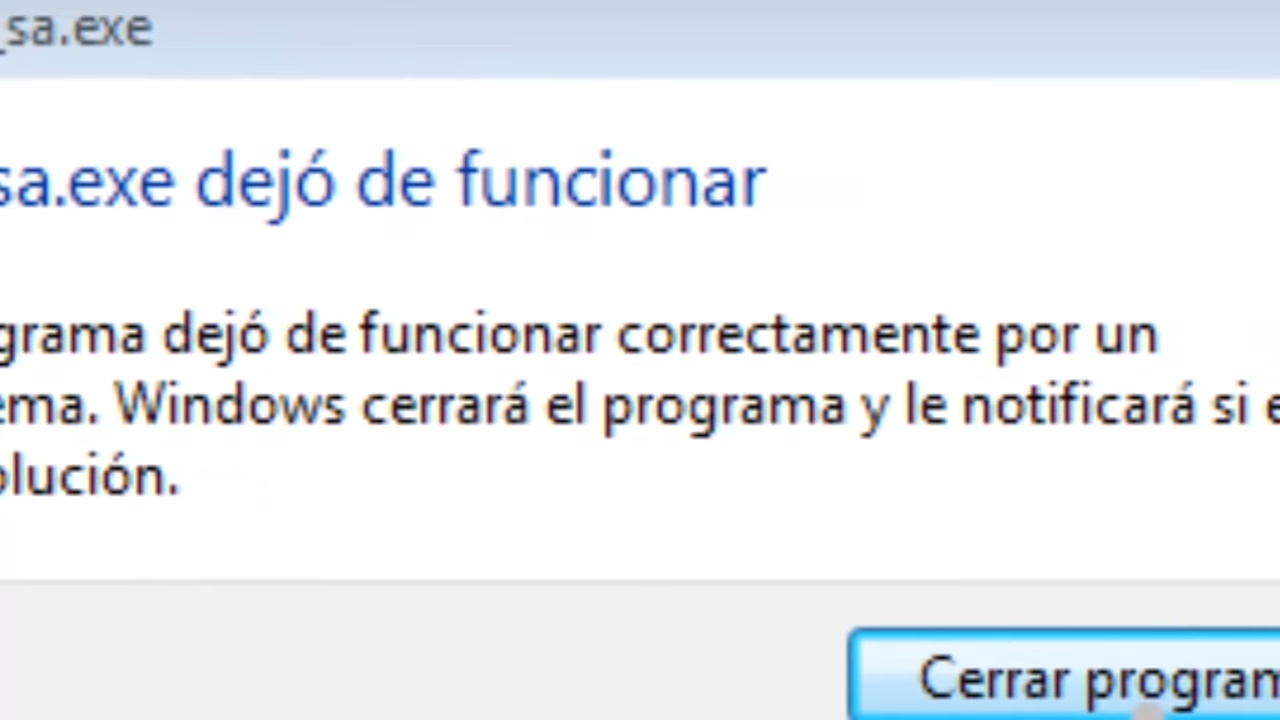 _sa.exe
sa.exe dejó de funcionar
grama dejó de funcionar correctamente por un
ema. Windows cerrará el programa y le notificará si e
olución.
Cerrar program